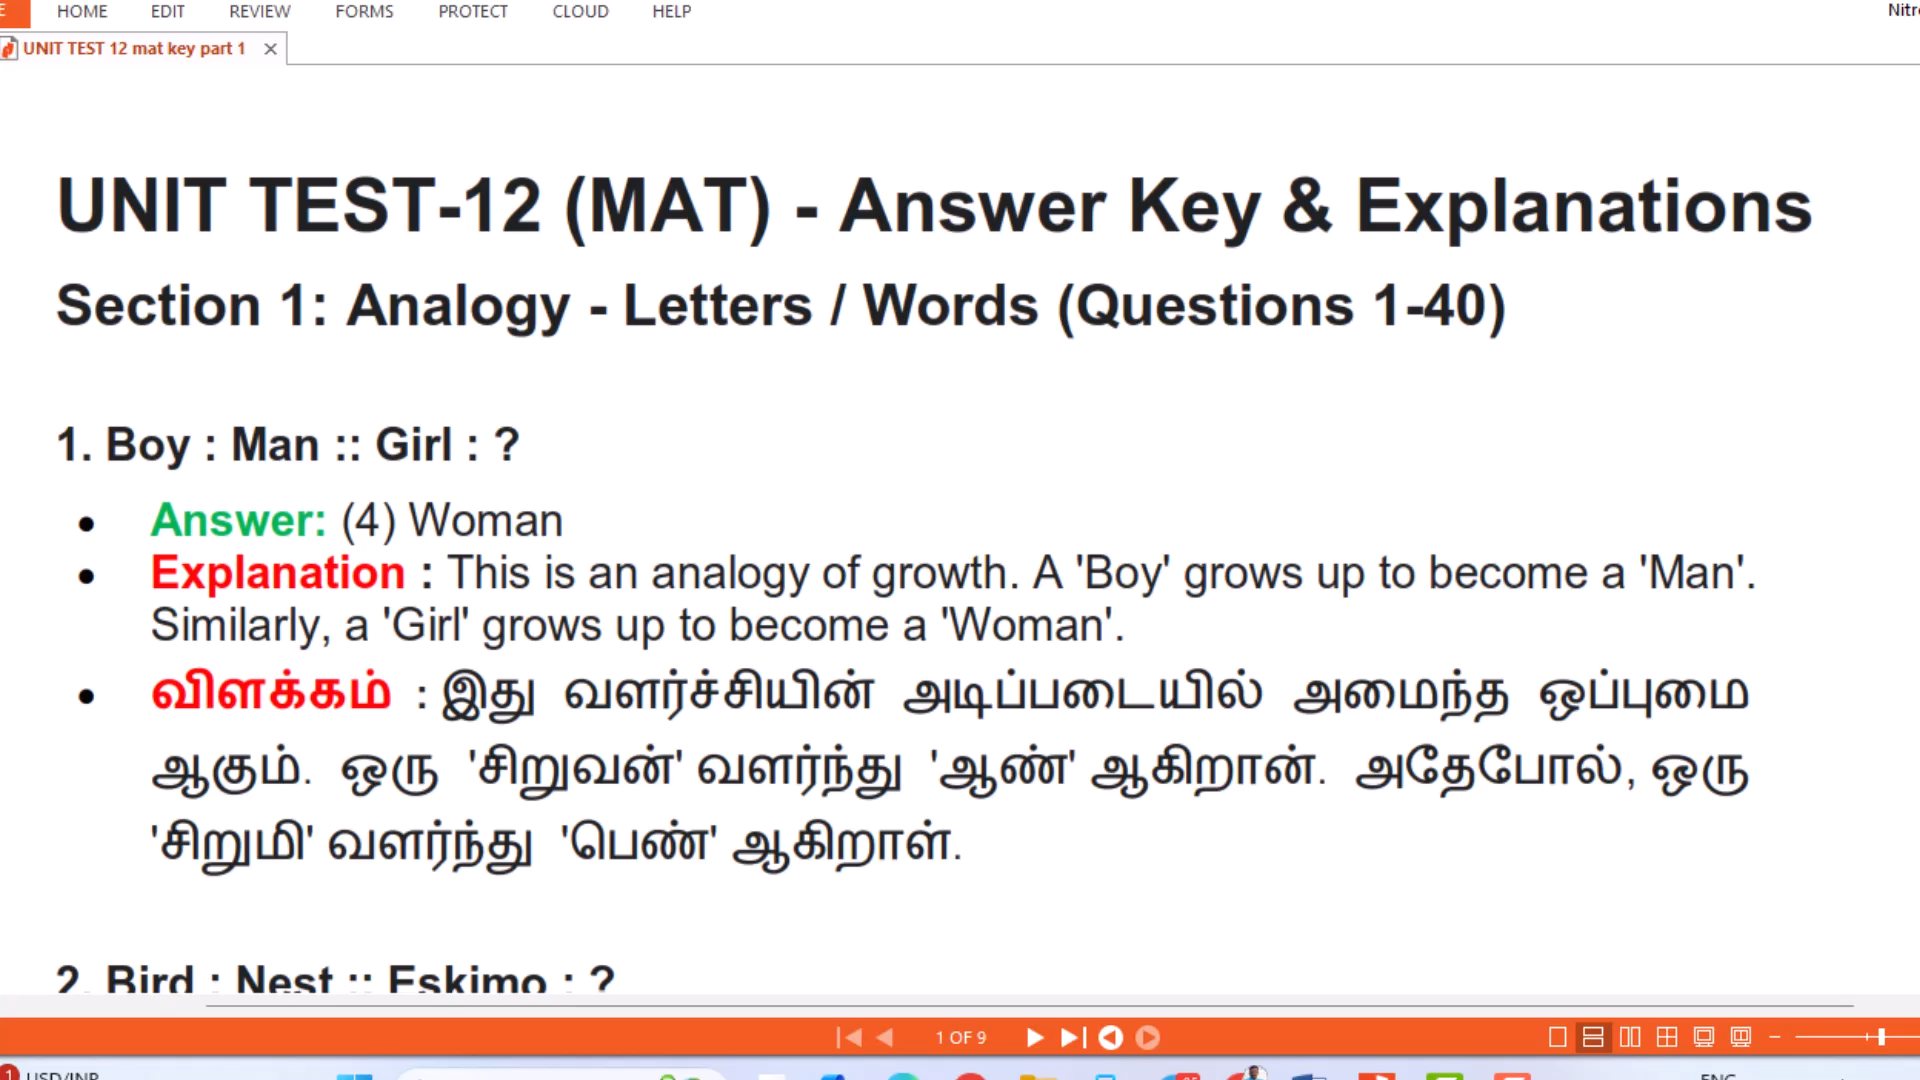 HOME EDIT REVIEW FORMS PROTECT CLOUD HELP
UNIT TEST 12 mat key part 1
UNIT TEST-12 (MAT) - Answer Key & Explanations
Section 1: Analogy - Letters / Words (Questions 1-40)
1. Boy : Man :: Girl : ?
• Answer: (4) Woman
• Explanation : This is an analogy of growth. A 'Boy' grows up to become a 'Man'.
Similarly, a 'Girl' grows up to become a 'Woman'.
• விளக்கம் : இது வளர்ச்சியின் அடிப்படையில் அமைந்த ஒப்புமை
ஆகும். ஒரு 'சிறுவன்' வளர்ந்து 'ஆண்' ஆகிறான். அதேபோல், ஒரு
'சிறுமி' வளர்ந்து 'பெண்' ஆகிறாள்.
2. Bird : Nest :: Eskimo : ?
1 OF 9
USD/INR
ENG